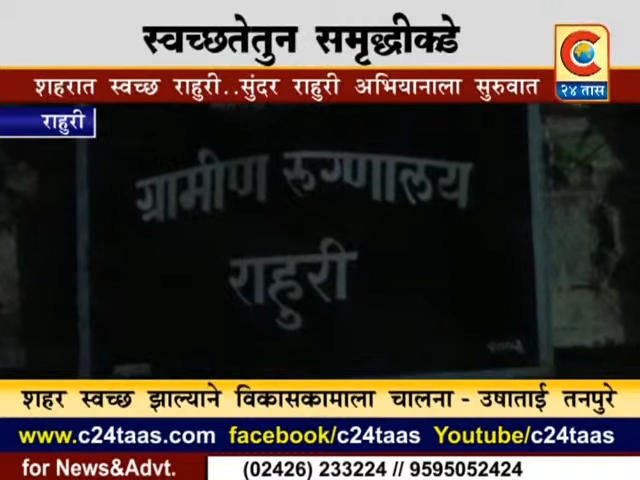 स्वच्छतेतुन समृद्धीकडे
C
२४ तास
शहरात स्वच्छ राहुरी..सुंदर राहुरी अभियानाला सुरुवात
राहुरी
ग्रामीण रुग्णालय
राहुरी
शहर स्वच्छ झाल्याने विकासकामाला चालना - उषाताई तनपुरे
www.c24taas.com facebook/c24taas Youtube/c24taas
for News&Advt. (02426) 233224 // 9595052424